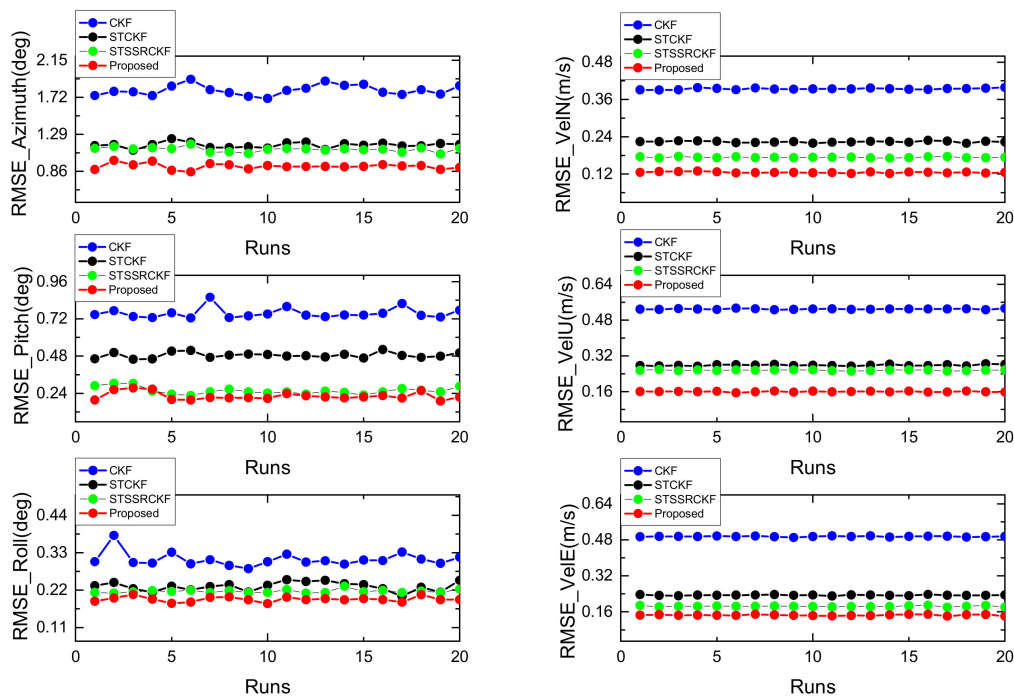 CKF
STCKF
STSSRCKF
Proposed
RMSE_Azimuth(deg)
2.15
1.72
1.29
0.86
0
5
10
15
20
Runs
CKF
STCKF
STSSRCKF
Proposed
RMSE_VelN(m/s)
0.48
0.36
0.24
0.12
0
5
10
15
20
Runs
CKF
STCKF
STSSRCKF
Proposed
RMSE_Pitch(deg)
0.96
0.72
0.48
0.24
0
5
10
15
20
Runs
CKF
STCKF
STSSRCKF
Proposed
RMSE_VelU(m/s)
0.64
0.48
0.32
0.16
0
5
10
15
20
Runs
CKF
STCKF
STSSRCKF
Proposed
RMSE_Roll(deg)
0.44
0.33
0.22
0.11
0
5
10
15
20
Runs
CKF
STCKF
STSSRCKF
Proposed
RMSE_VelE(m/s)
0.64
0.48
0.32
0.16
0
5
10
15
20
Runs